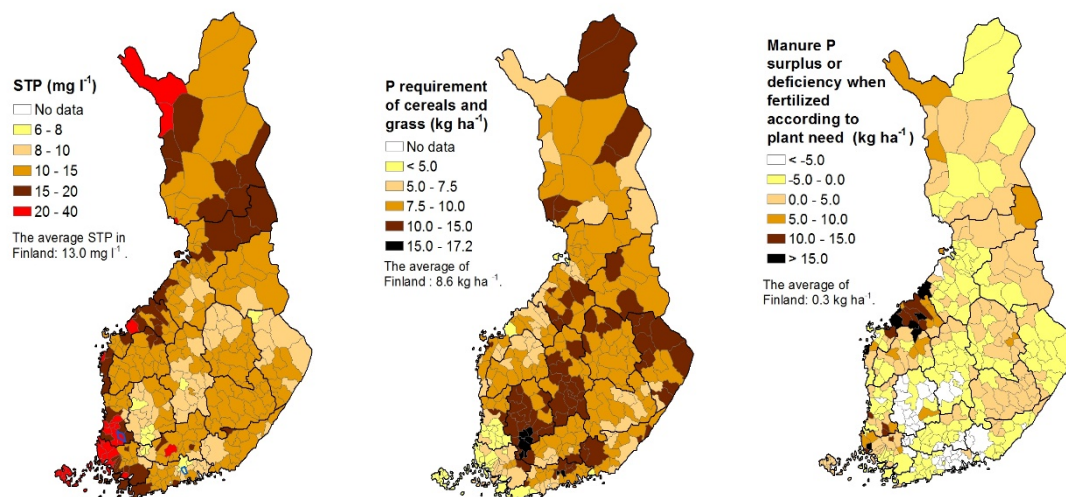 STP (mg l⁻¹)
No data
6 - 8
8 - 10
10 - 15
15 - 20
20 - 40
The average STP in
Finland: 13.0 mg l⁻¹ .
P requirement
of cereals and
grass (kg ha⁻¹)
No data
< 5.0
5.0 - 7.5
7.5 - 10.0
10.0 - 15.0
15.0 - 17.2
The average of
Finland : 8.6 kg ha⁻¹.
Manure P
surplus or
deficiency when
fertilized
according to
plant need (kg ha⁻¹)
< -5.0
-5.0 - 0.0
0.0 - 5.0
5.0 - 10.0
10.0 - 15.0
> 15.0
The average of
Finland: 0.3 kg ha⁻¹.